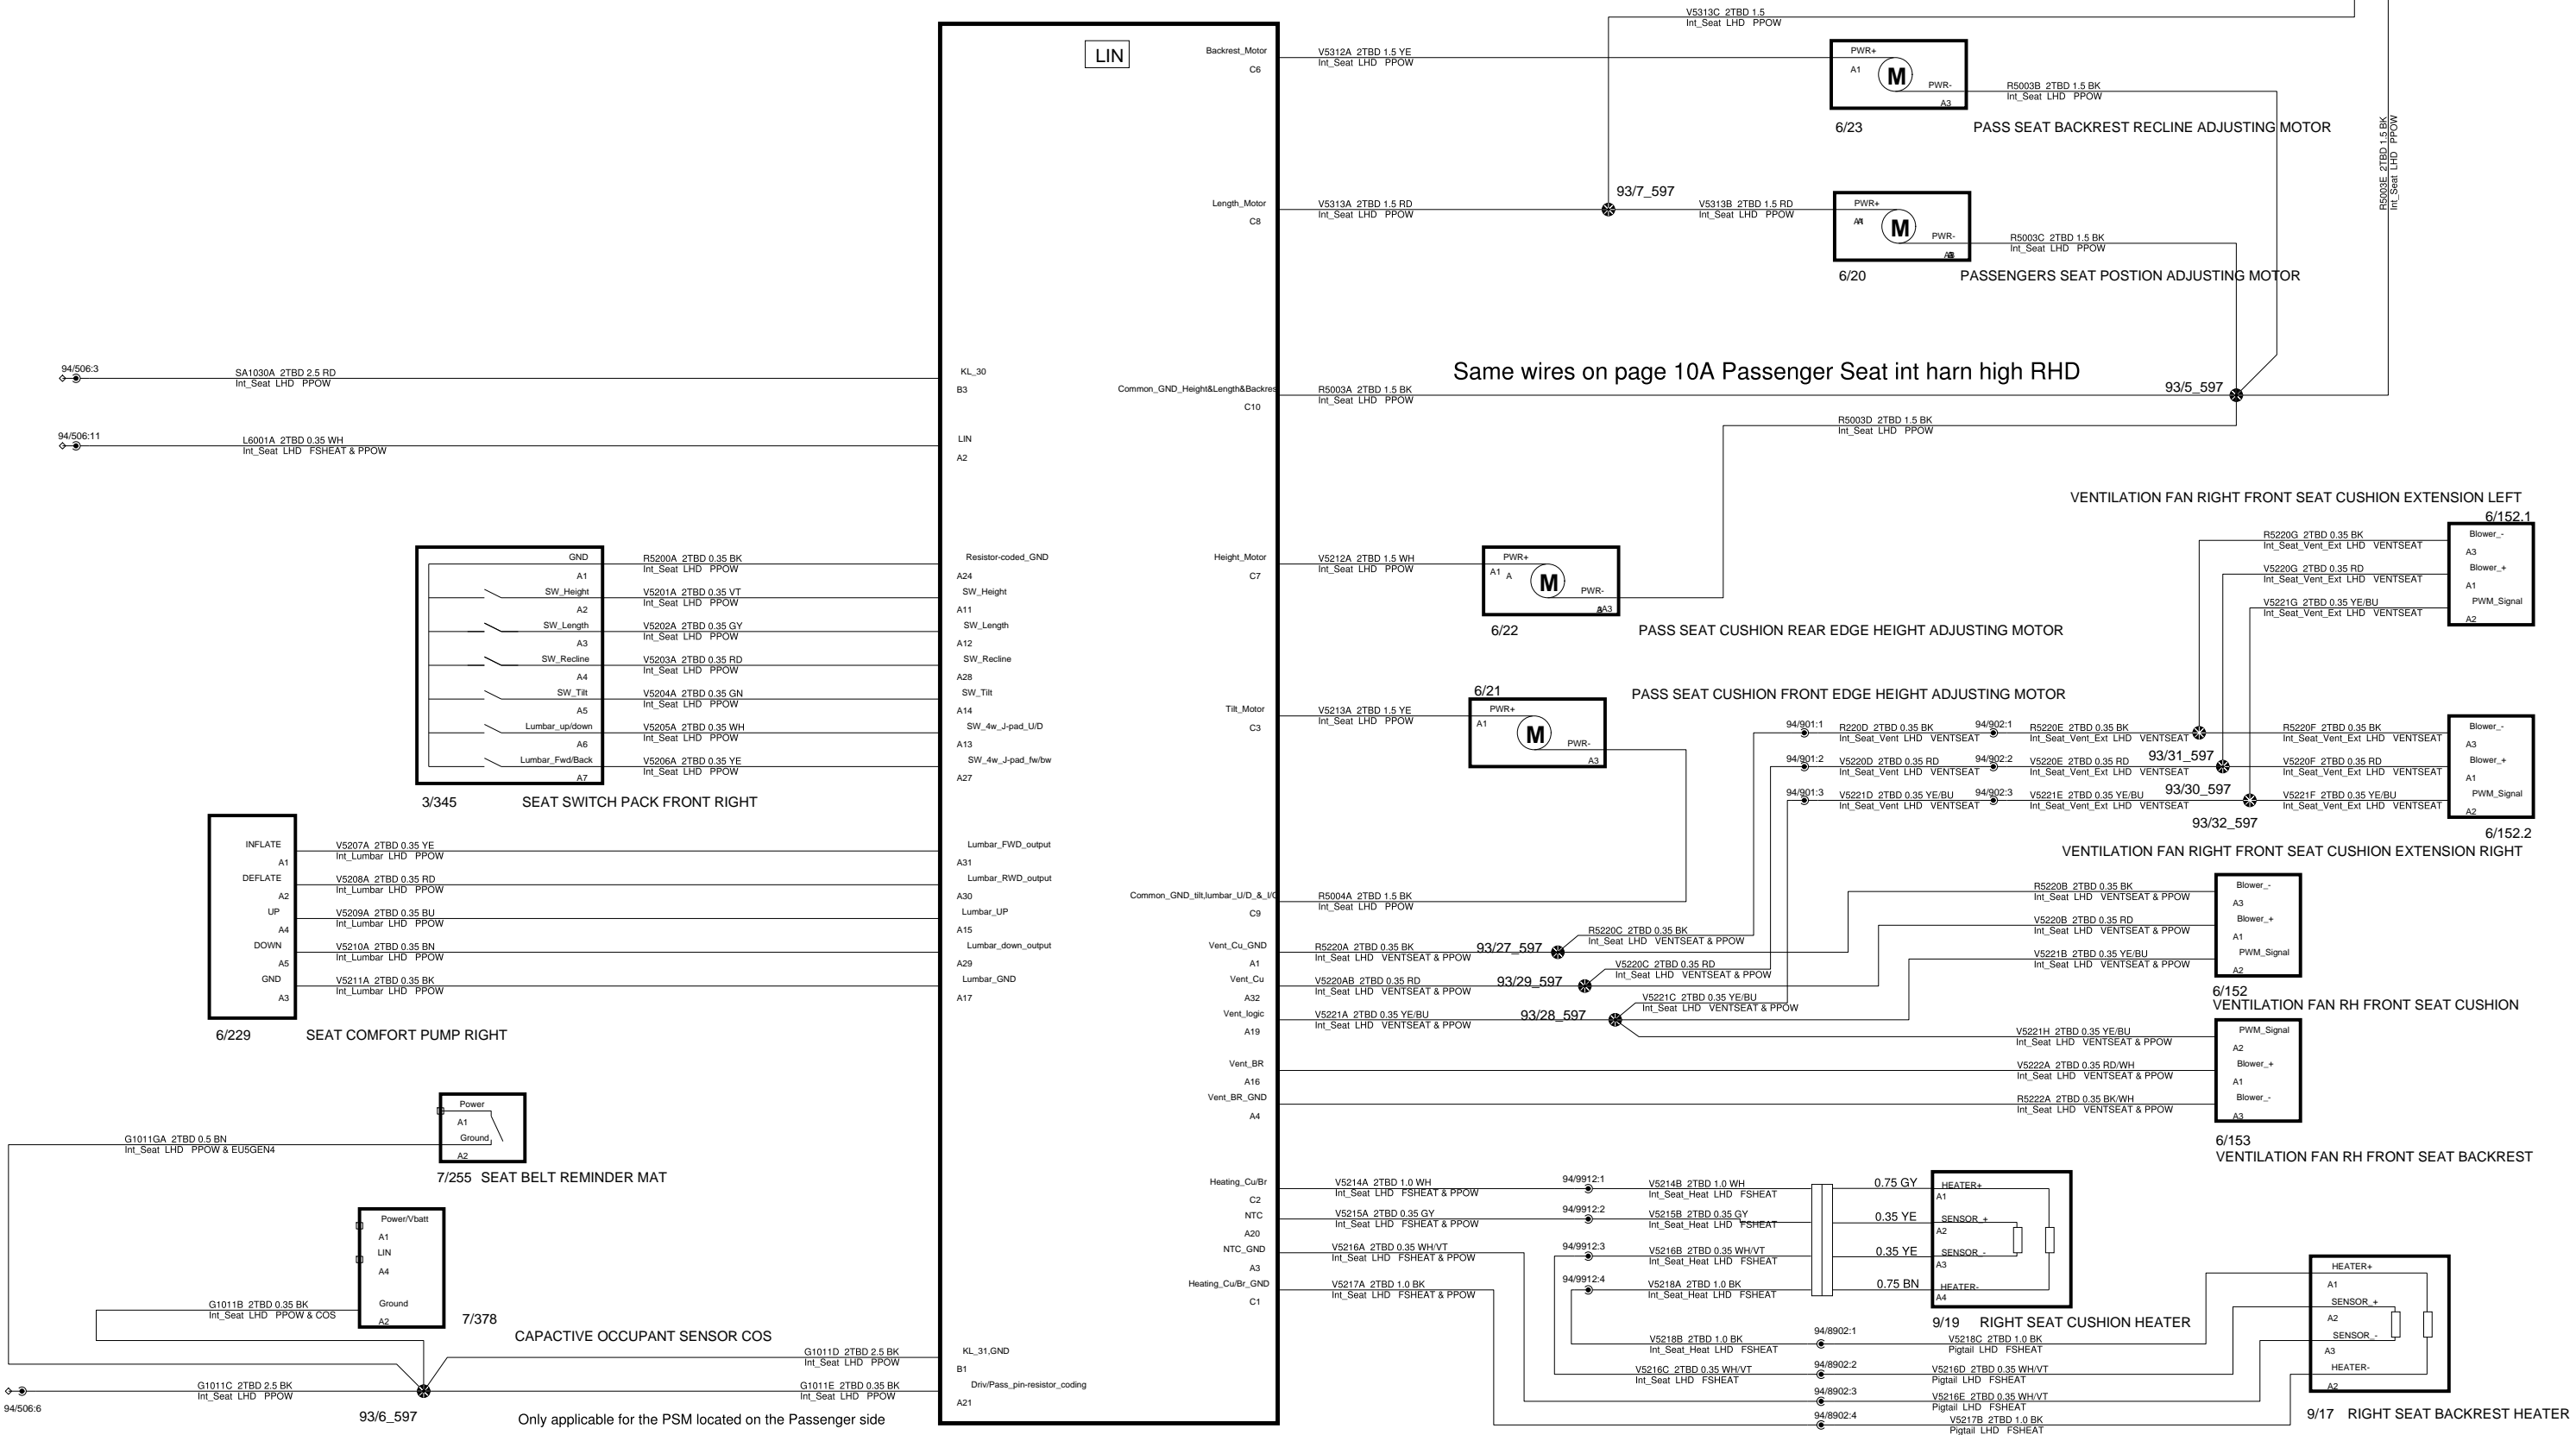 V5313C 2TBD 1.5
Int_Seat LHD PPOW
LIN
Backrest_Motor
C6
V5312A 2TBD 1.5 YE
Int_Seat LHD PPOW
PWR+
A1
M
PWR-
A3
R5003B 2TBD 1.5 BK
Int_Seat LHD PPOW
6/23
PASS SEAT BACKREST RECLINE ADJUSTING MOTOR
R5003E 2TBD 1.5 BK
Int_Seat LHD PPOW
93/7_597
Length_Motor
C8
V5313A 2TBD 1.5 RD
Int_Seat LHD PPOW
V5313B 2TBD 1.5 RD
Int_Seat LHD PPOW
PWR+
M
PWR-
R5003C 2TBD 1.5 BK
Int_Seat LHD PPOW
6/20
PASSENGERS SEAT POSTION ADJUSTING MOTOR
94/506:3
SA1030A 2TBD 2.5 RD
Int_Seat LHD PPOW
KL_30
B3
Common_GND_Height&Length&Backres
C10
R5003A 2TBD 1.5 BK
Int_Seat LHD PPOW
Same wires on page 10A Passenger Seat int harn high RHD
93/5_597
R5003D 2TBD 1.5 BK
Int_Seat LHD PPOW
94/506:11
L6001A 2TBD 0.35 WH
Int_Seat LHD FSHEAT & PPOW
LIN
A2
VENTILATION FAN RIGHT FRONT SEAT CUSHION EXTENSION LEFT
6/152.1
R5220G 2TBD 0.35 BK
Int_Seat_Vent_Ext LHD VENTSEAT
Blower_-
A3
V5220G 2TBD 0.35 RD
Int_Seat_Vent_Ext LHD VENTSEAT
Blower_+
A1
V5221G 2TBD 0.35 YE/BU
Int_Seat_Vent_Ext LHD VENTSEAT
PWM_Signal
A2
GND
A1
R5200A 2TBD 0.35 BK
Int_Seat LHD PPOW
Resistor-coded_GND
A24
SW_Height
A2
V5201A 2TBD 0.35 VT
Int_Seat LHD PPOW
SW_Height
A11
SW_Length
A3
V5202A 2TBD 0.35 GY
Int_Seat LHD PPOW
SW_Length
A12
SW_Recline
A4
V5203A 2TBD 0.35 RD
Int_Seat LHD PPOW
SW_Recline
A28
SW_Tilt
A5
V5204A 2TBD 0.35 GN
Int_Seat LHD PPOW
SW_Tilt
A14
Lumbar_up/down
A6
V5205A 2TBD 0.35 WH
Int_Seat LHD PPOW
SW_4w_J-pad_U/D
A13
Lumbar_Fwd/Back
A7
V5206A 2TBD 0.35 YE
Int_Seat LHD PPOW
SW_4w_J-pad_fw/bw
A27
3/345
SEAT SWITCH PACK FRONT RIGHT
Height_Motor
C7
V5212A 2TBD 1.5 WH
Int_Seat LHD PPOW
PWR+
A1 A
M
PWR-
6/22
PASS SEAT CUSHION REAR EDGE HEIGHT ADJUSTING MOTOR
6/21
PASS SEAT CUSHION FRONT EDGE HEIGHT ADJUSTING MOTOR
Tilt_Motor
C3
V5213A 2TBD 1.5 YE
Int_Seat LHD PPOW
PWR+
A1
M
PWR-
A3
94/901:1
R220D 2TBD 0.35 BK
Int_Seat_Vent LHD VENTSEAT
94/902:1
R5220E 2TBD 0.35 BK
Int_Seat_Vent_Ext LHD VENTSEAT
R5220F 2TBD 0.35 BK
Int_Seat_Vent_Ext LHD VENTSEAT
Blower_-
A3
94/901:2
V5220D 2TBD 0.35 RD
Int_Seat_Vent LHD VENTSEAT
94/902:2
V5220E 2TBD 0.35 RD
Int_Seat_Vent_Ext LHD VENTSEAT
93/31_597
V5220F 2TBD 0.35 RD
Int_Seat_Vent_Ext LHD VENTSEAT
Blower_+
A1
94/901:3
V5221D 2TBD 0.35 YE/BU
Int_Seat_Vent LHD VENTSEAT
94/902:3
V5221E 2TBD 0.35 YE/BU
Int_Seat_Vent_Ext LHD VENTSEAT
93/30_597
V5221F 2TBD 0.35 YE/BU
Int_Seat_Vent_Ext LHD VENTSEAT
PWM_Signal
A2
93/32_597
6/152.2
VENTILATION FAN RIGHT FRONT SEAT CUSHION EXTENSION RIGHT
INFLATE
A1
V5207A 2TBD 0.35 YE
Int_Lumbar LHD PPOW
Lumbar_FWD_output
A31
DEFLATE
A2
V5208A 2TBD 0.35 RD
Int_Lumbar LHD PPOW
Lumbar_RWD_output
A30
UP
A4
V5209A 2TBD 0.35 BU
Int_Lumbar LHD PPOW
Lumbar_UP
A15
DOWN
A5
V5210A 2TBD 0.35 BN
Int_Lumbar LHD PPOW
Lumbar_down_output
A29
GND
A3
V5211A 2TBD 0.35 BK
Int_Lumbar LHD PPOW
Lumbar_GND
A17
6/229
SEAT COMFORT PUMP RIGHT
Common_GND_tilt,lumbar_U/D_&_I/O
C9
R5004A 2TBD 1.5 BK
Int_Seat LHD PPOW
Vent_Cu_GND
A1
R5220A 2TBD 0.35 BK
Int_Seat LHD VENTSEAT & PPOW
93/27_597
R5220C 2TBD 0.35 BK
Int_Seat LHD VENTSEAT & PPOW
R5220B 2TBD 0.35 BK
Int_Seat LHD VENTSEAT & PPOW
Blower_-
A3
Vent_Cu
A32
V5220AB 2TBD 0.35 RD
Int_Seat LHD VENTSEAT & PPOW
93/29_597
V5220C 2TBD 0.35 RD
Int_Seat LHD VENTSEAT & PPOW
V5220B 2TBD 0.35 RD
Int_Seat LHD VENTSEAT & PPOW
Blower_+
A1
Vent_logic
A19
V5221A 2TBD 0.35 YE/BU
Int_Seat LHD VENTSEAT & PPOW
93/28_597
V5221C 2TBD 0.35 YE/BU
Int_Seat LHD VENTSEAT & PPOW
V5221B 2TBD 0.35 YE/BU
Int_Seat LHD VENTSEAT & PPOW
PWM_Signal
A2
6/152
VENTILATION FAN RH FRONT SEAT CUSHION
V5221H 2TBD 0.35 YE/BU
Int_Seat LHD VENTSEAT & PPOW
PWM_Signal
A2
Vent_BR
A16
V5222A 2TBD 0.35 RD/WH
Int_Seat LHD VENTSEAT & PPOW
Blower_+
A1
Vent_BR_GND
A4
R5222A 2TBD 0.35 BK/WH
Int_Seat LHD VENTSEAT & PPOW
Blower_-
A3
6/153
VENTILATION FAN RH FRONT SEAT BACKREST
Power
A1
Ground
A2
G1011GA 2TBD 0.5 BN
Int_Seat LHD PPOW & EU5GEN4
7/255 SEAT BELT REMINDER MAT
Power/Vbatt
A1
LIN
A4
Ground
A2
G1011B 2TBD 0.35 BK
Int_Seat LHD PPOW & COS
7/378
CAPACTIVE OCCUPANT SENSOR COS
Heating_Cu/Br
C2
V5214A 2TBD 1.0 WH
Int_Seat LHD FSHEAT & PPOW
94/9912:1
V5214B 2TBD 1.0 WH
Int_Seat_Heat LHD FSHEAT
0.75 GY
HEATER+
A1
NTC
A20
V5215A 2TBD 0.35 GY
Int_Seat LHD FSHEAT & PPOW
94/9912:2
V5215B 2TBD 0.35 GY
Int_Seat_Heat LHD FSHEAT
0.35 YE
SENSOR_+
A2
NTC_GND
A3
V5216A 2TBD 0.35 WH/VT
Int_Seat LHD FSHEAT & PPOW
94/9912:3
V5216B 2TBD 0.35 WH/VT
Int_Seat_Heat LHD FSHEAT
0.35 YE
SENSOR_-
A3
Heating_Cu/Br_GND
C1
V5217A 2TBD 1.0 BK
Int_Seat LHD FSHEAT & PPOW
94/9912:4
V5218A 2TBD 1.0 BK
Int_Seat_Heat LHD FSHEAT
0.75 BN
HEATER-
A4
9/19 RIGHT SEAT CUSHION HEATER
V5218B 2TBD 1.0 BK
Int_Seat_Heat LHD FSHEAT
94/8902:1
V5218C 2TBD 1.0 BK
Pigtail LHD FSHEAT
V5216C 2TBD 0.35 WH/VT
Int_Seat LHD FSHEAT
94/8902:2
V5216D 2TBD 0.35 WH/VT
Pigtail LHD FSHEAT
94/8902:3
V5216E 2TBD 0.35 WH/VT
Pigtail LHD FSHEAT
94/8902:4
V5217B 2TBD 1.0 BK
Pigtail LHD FSHEAT
HEATER+
A1
SENSOR_+
A2
SENSOR_-
A3
HEATER-
A2
9/17 RIGHT SEAT BACKREST HEATER
G1011D 2TBD 2.5 BK
Int_Seat LHD PPOW
KL_31,GND
B1
94/506:6
G1011C 2TBD 2.5 BK
Int_Seat LHD PPOW
93/6_597
G1011E 2TBD 0.35 BK
Int_Seat LHD PPOW
Driv/Pass_pin-resistor_coding
A21
Only applicable for the PSM located on the Passenger side